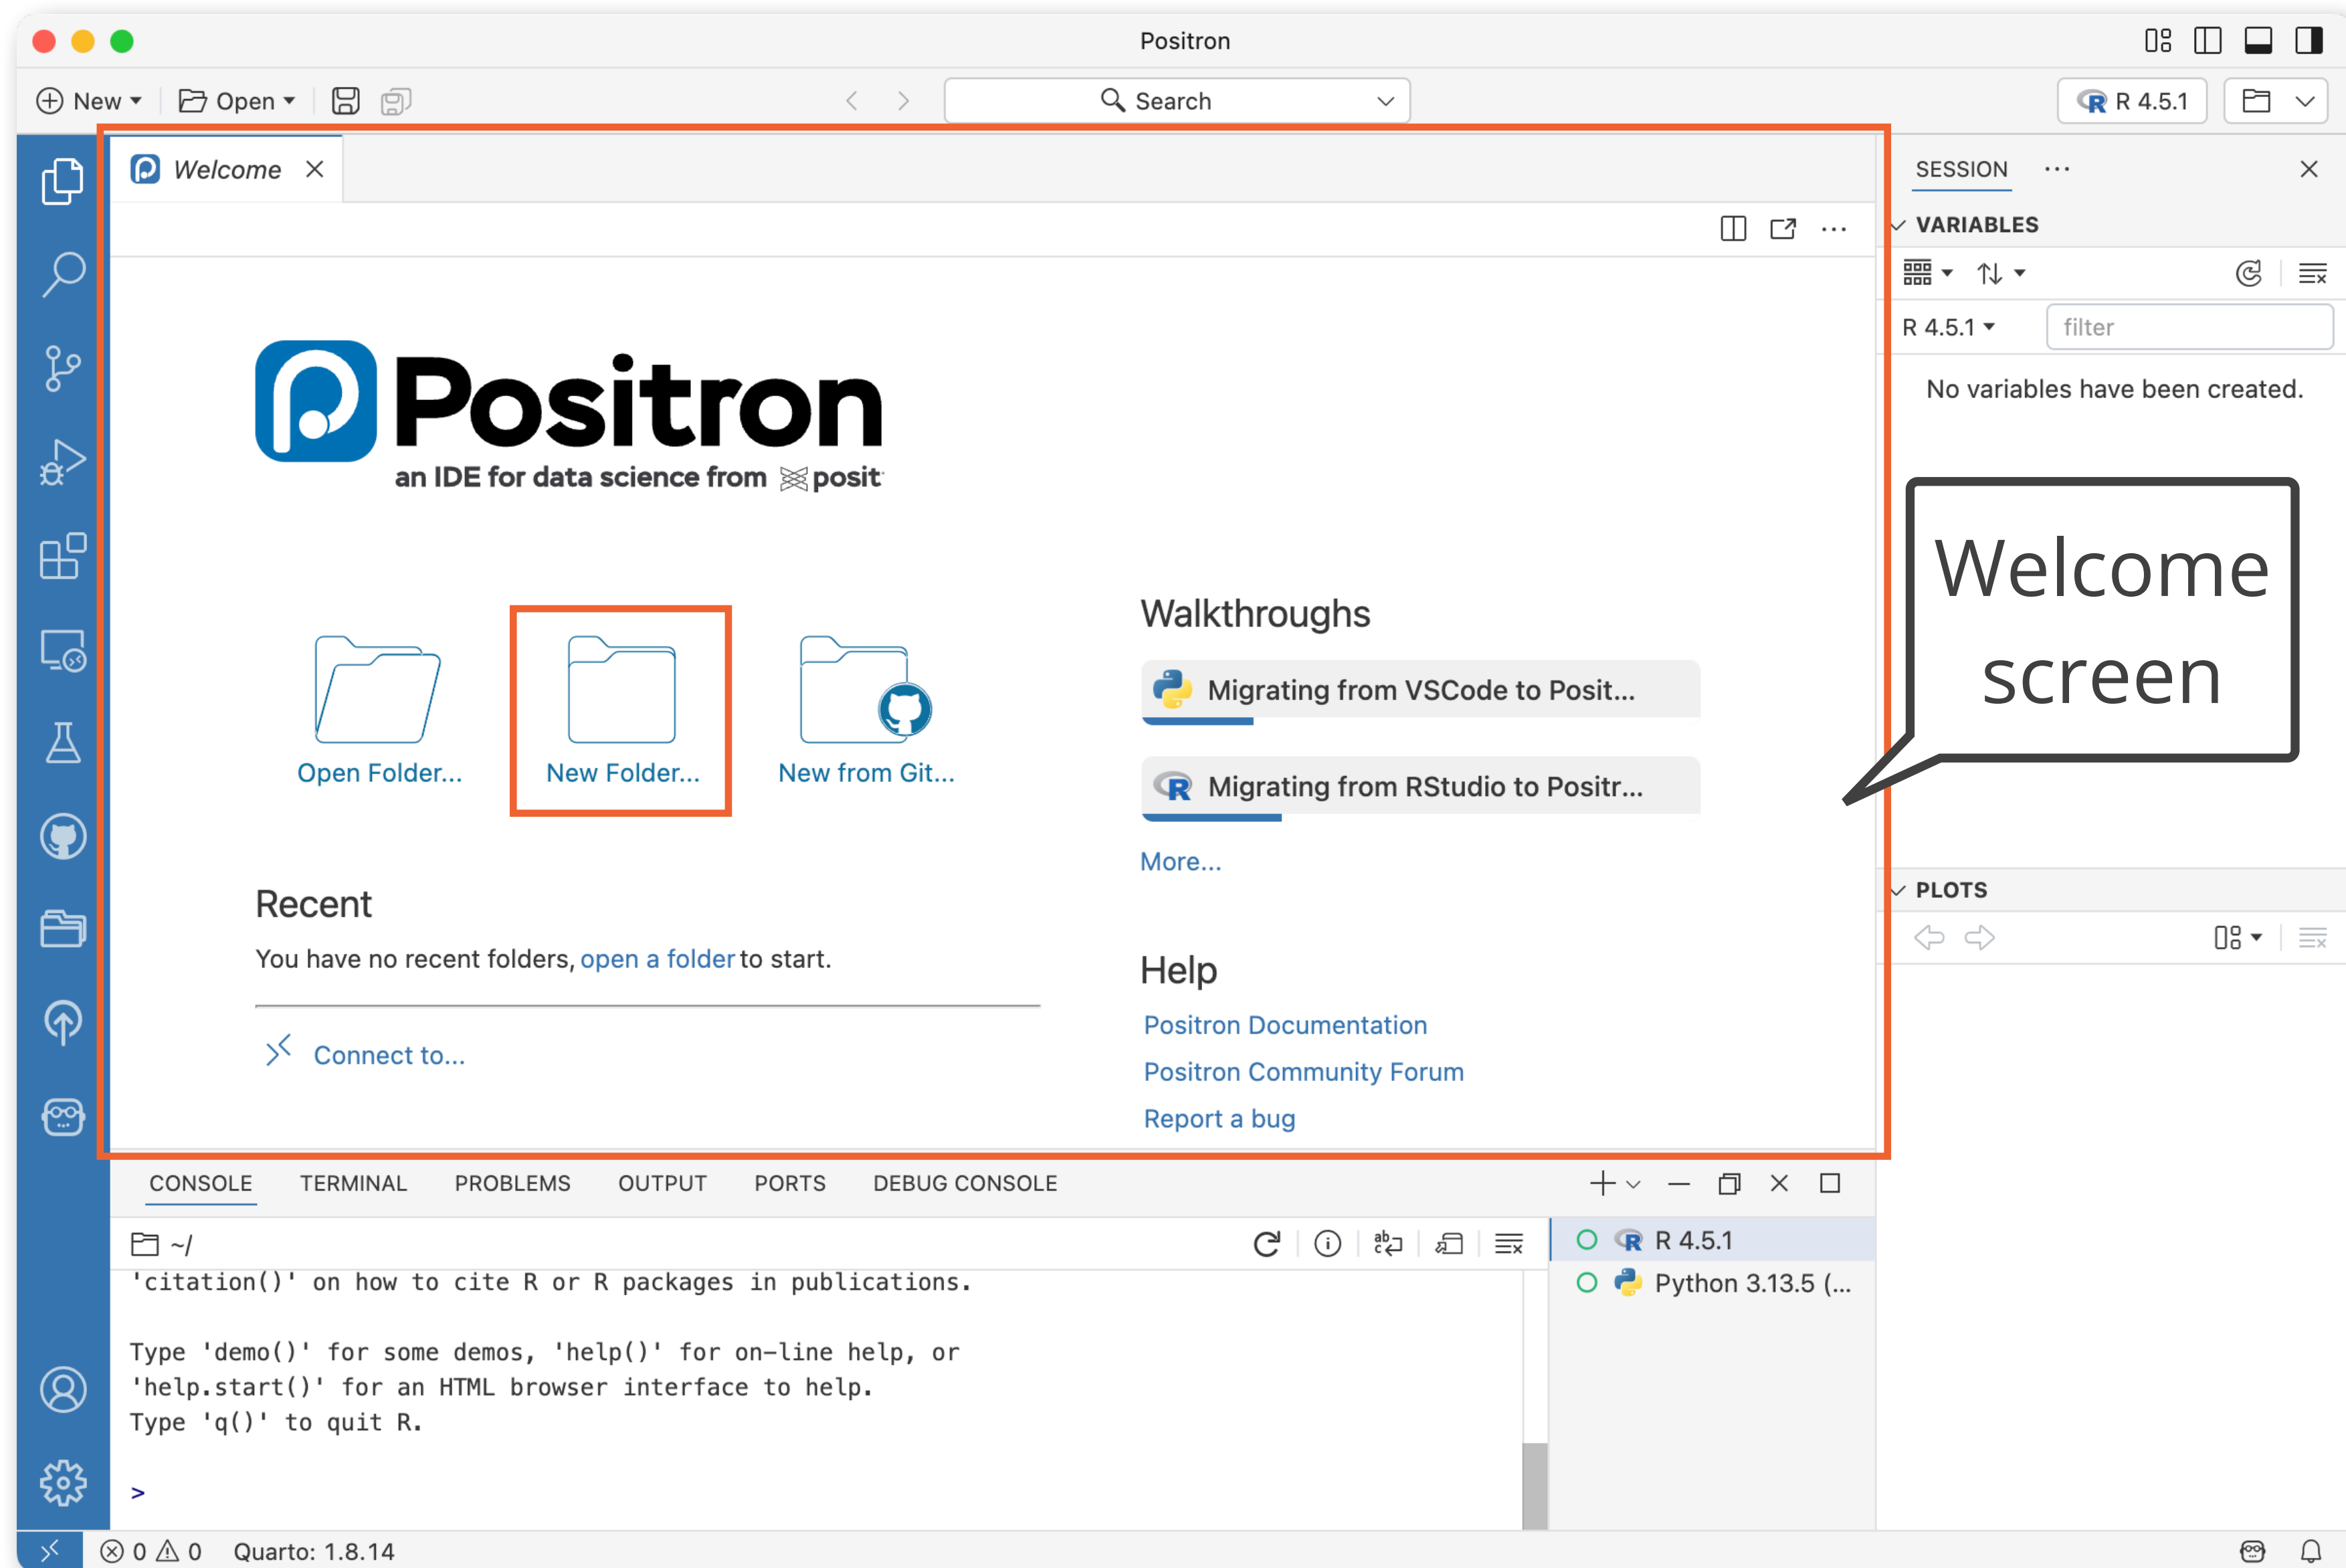 Positron
New
Open
Search
R 4.5.1
Welcome
SESSION
VARIABLES
R 4.5.1
filter
No variables have been created.
Positron
an IDE for data science from posit
Welcome
screen
Open Folder...
New Folder...
New from Git...
Walkthroughs
Migrating from VSCode to Posit...
Migrating from RStudio to Positr...
More...
Recent
You have no recent folders, open a folder to start.
Connect to...
Help
Positron Documentation
Positron Community Forum
Report a bug
PLOTS
CONSOLE TERMINAL PROBLEMS OUTPUT PORTS DEBUG CONSOLE
~/
'citation()' on how to cite R or R packages in publications.
Type 'demo()' for some demos, 'help()' for on-line help, or
'help.start()' for an HTML browser interface to help.
Type 'q()' to quit R.
>
R 4.5.1
Python 3.13.5 (...
0 0 Quarto: 1.8.14